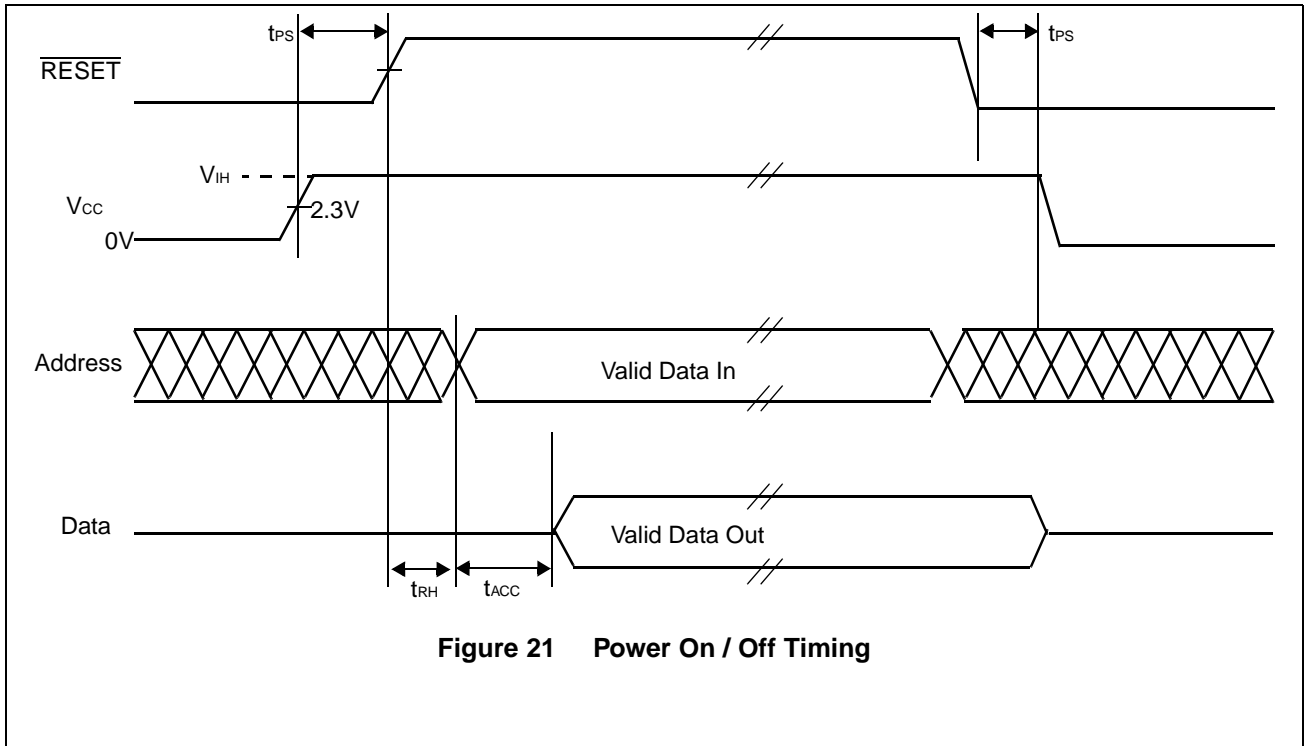 tPS
tPS
RESET
VIH
VCC
2.3V
0V
Address
Valid Data In
Data
Valid Data Out
tRH
tACC
Figure 21 Power On / Off Timing